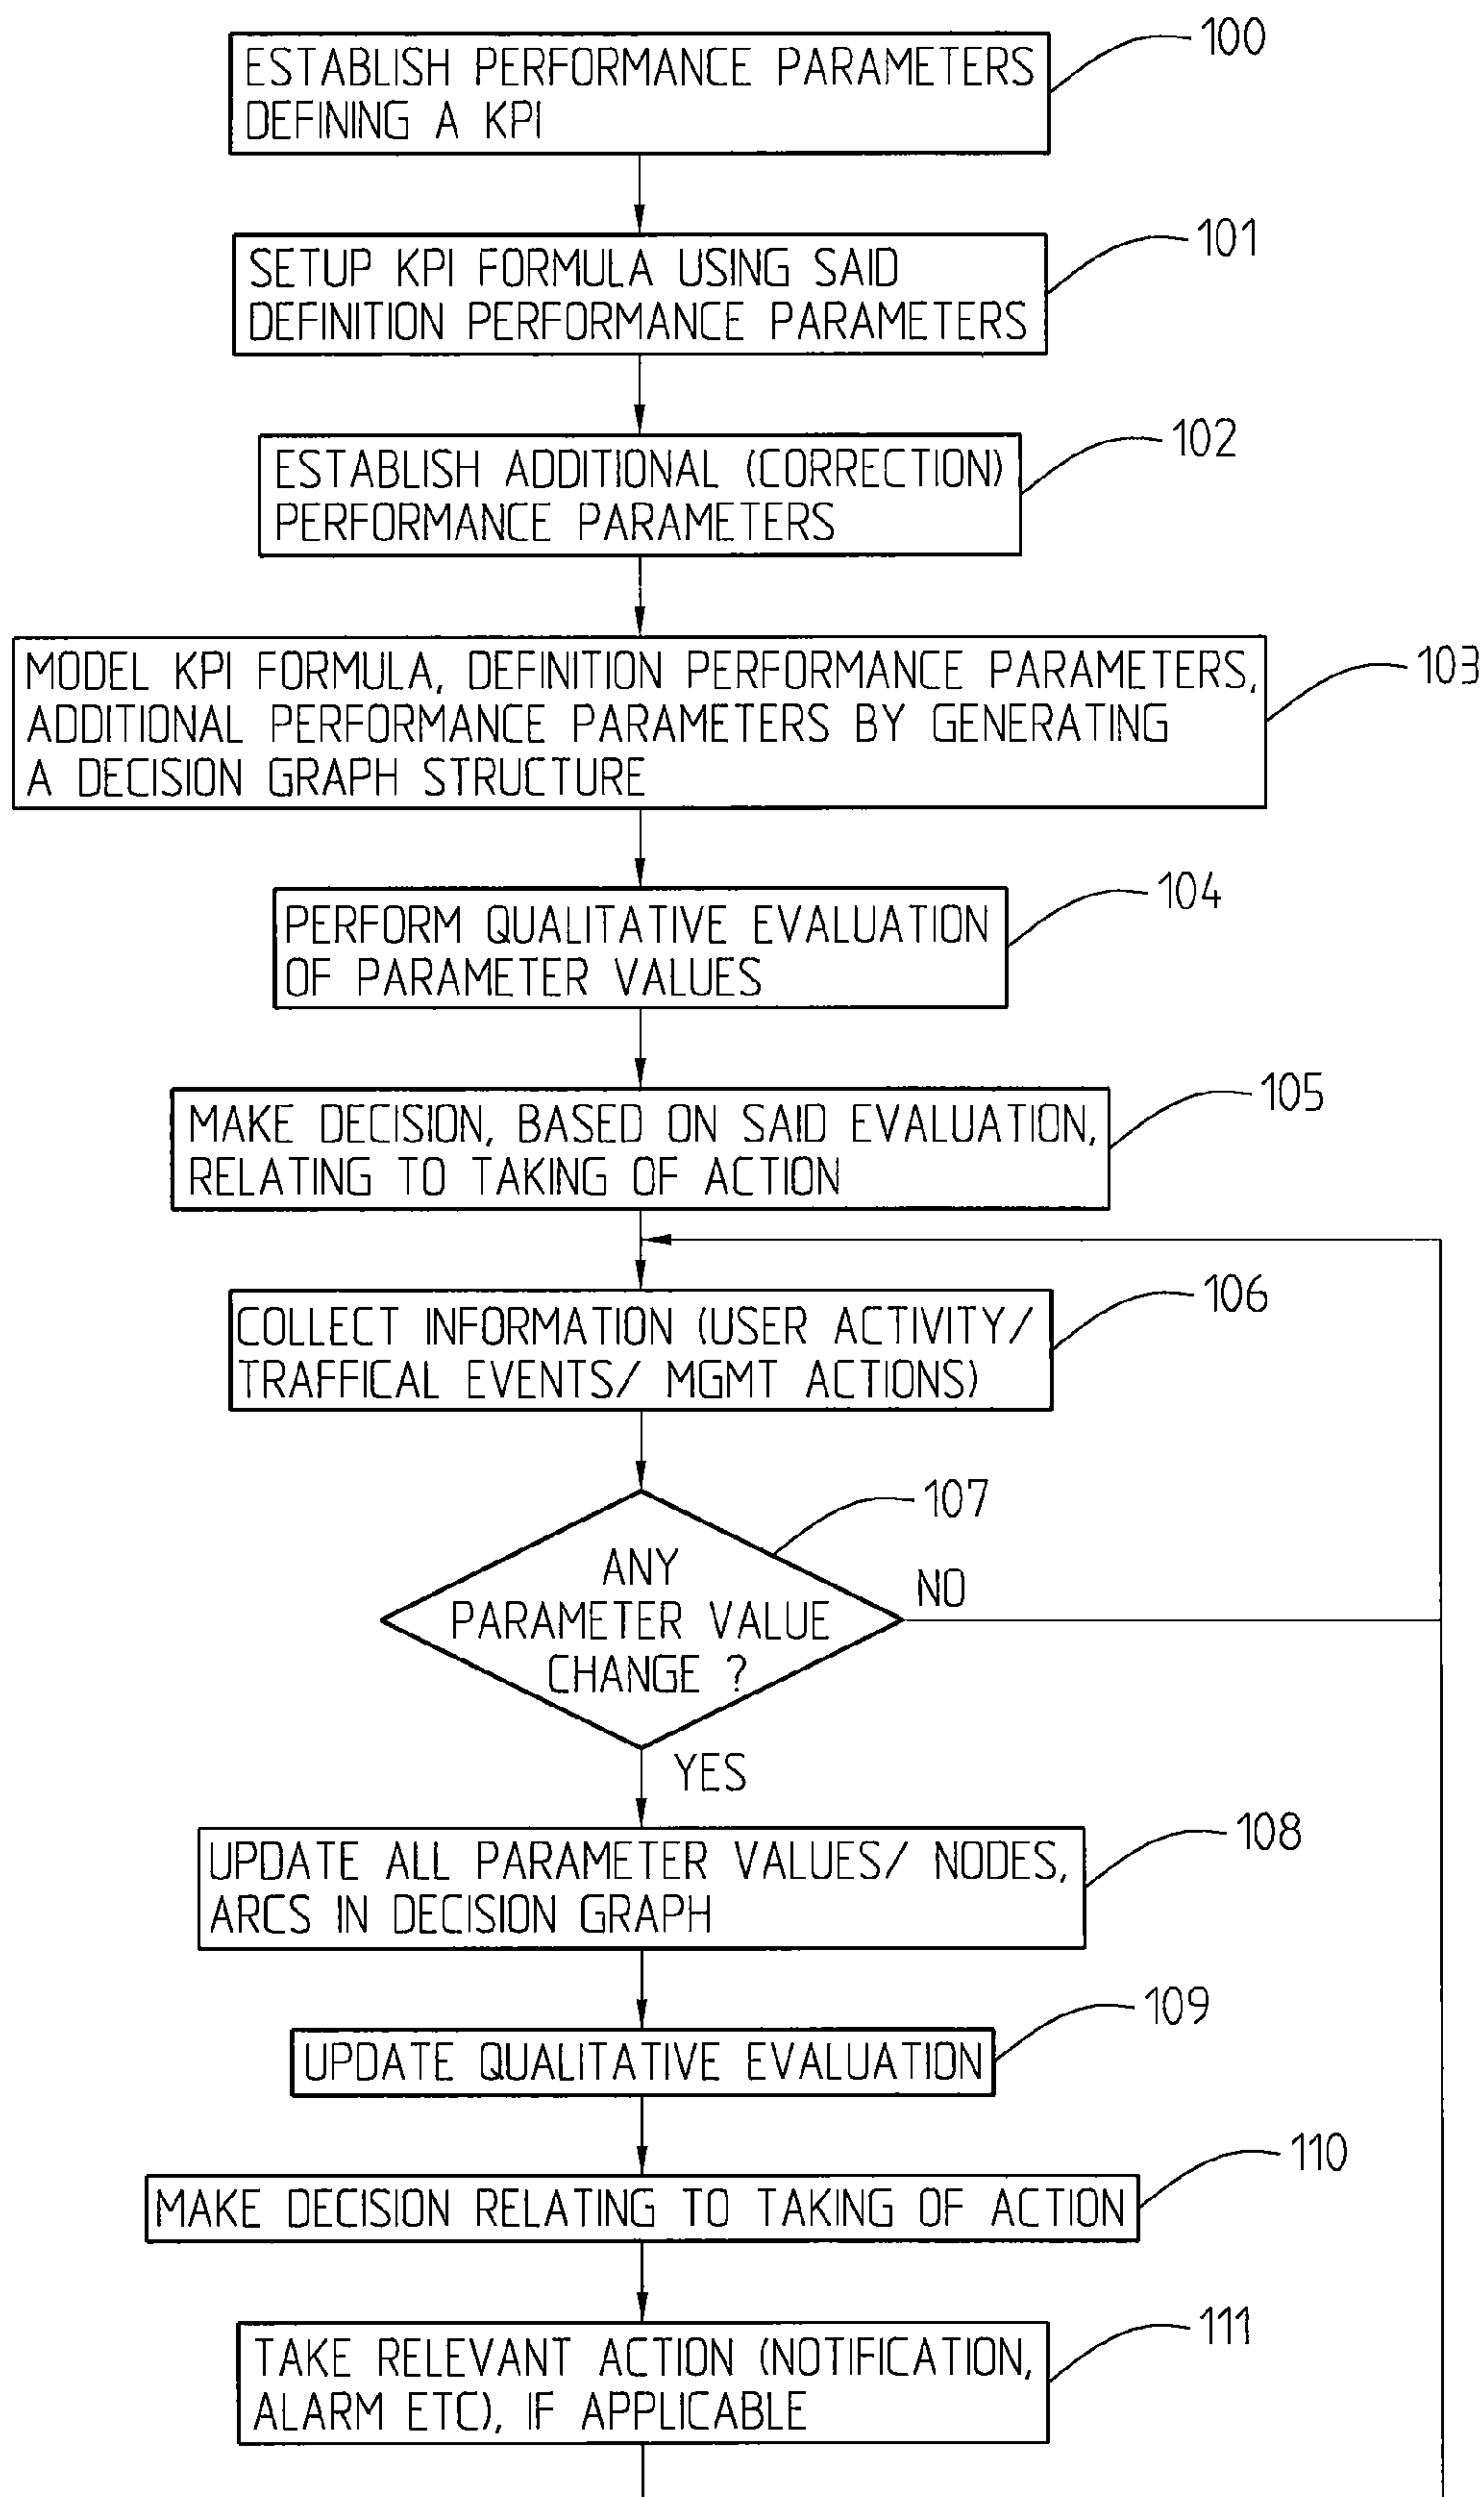 100
ESTABLISH PERFORMANCE PARAMETERS
DEFINING A KPI
101
SETUP KPI FORMULA USING SAID
DEFINITION PERFORMANCE PARAMETERS
102
ESTABLISH ADDITIONAL (CORRECTION)
PERFORMANCE PARAMETERS
103
MODEL KPI FORMULA, DEFINITION PERFORMANCE PARAMETERS,
ADDITIONAL PERFORMANCE PARAMETERS BY GENERATING
A DECISION GRAPH STRUCTURE
104
PERFORM QUALITATIVE EVALUATION
OF PARAMETER VALUES
105
MAKE DECISION, BASED ON SAID EVALUATION,
RELATING TO TAKING OF ACTION
106
COLLECT INFORMATION (USER ACTIVITY/
TRAFFICAL EVENTS/ MGMT ACTIONS)
107
ANY
PARAMETER VALUE
CHANGE ?
NO
YES
108
UPDATE ALL PARAMETER VALUES/ NODES,
ARCS IN DECISION GRAPH
109
UPDATE QUALITATIVE EVALUATION
110
MAKE DECISION RELATING TO TAKING OF ACTION
111
TAKE RELEVANT ACTION (NOTIFICATION,
ALARM ETC), IF APPLICABLE